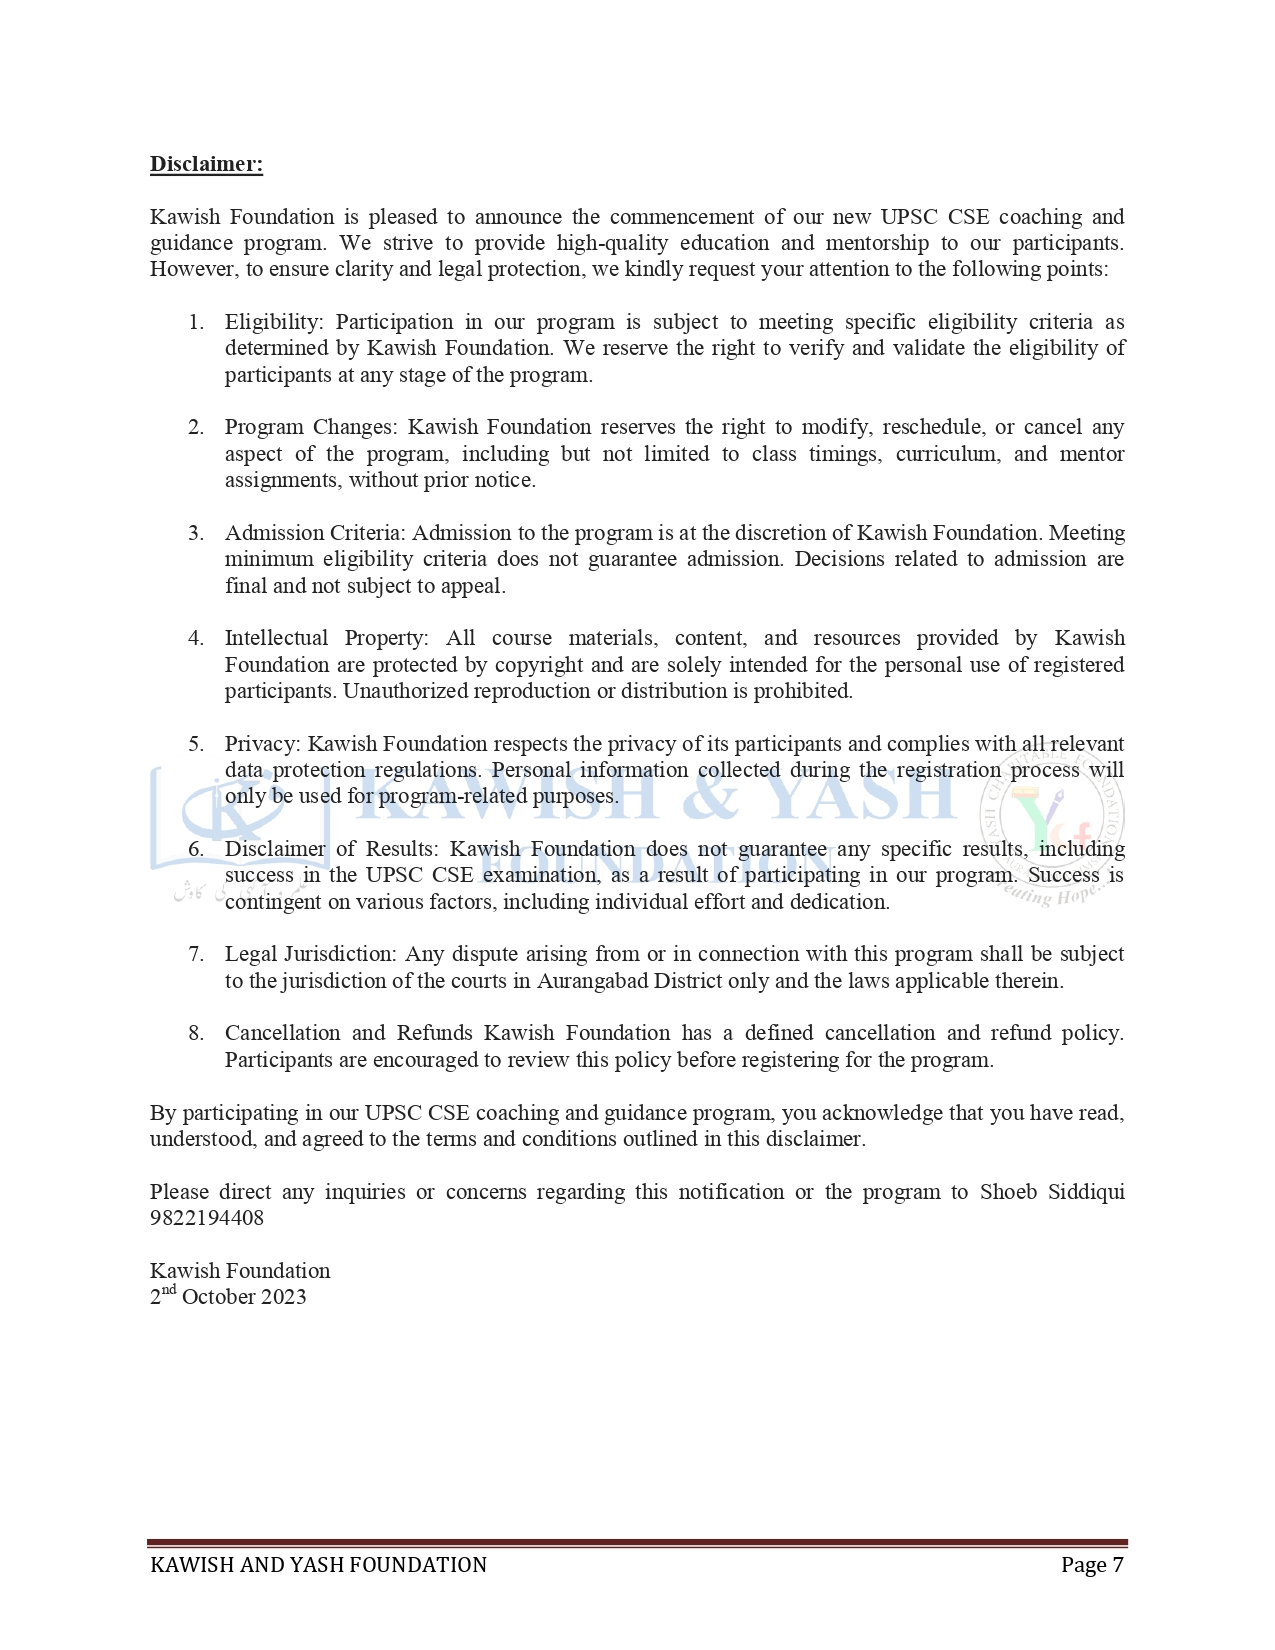 Disclaimer:
Kawish Foundation is pleased to announce the commencement of our new UPSC CSE coaching and
guidance program. We strive to provide high-quality education and mentorship to our participants.
However, to ensure clarity and legal protection, we kindly request your attention to the following points:
1. Eligibility: Participation in our program is subject to meeting specific eligibility criteria as
determined by Kawish Foundation. We reserve the right to verify and validate the eligibility of
participants at any stage of the program.
2. Program Changes: Kawish Foundation reserves the right to modify, reschedule, or cancel any
aspect of the program, including but not limited to class timings, curriculum, and mentor
assignments, without prior notice.
3. Admission Criteria: Admission to the program is at the discretion of Kawish Foundation. Meeting
minimum eligibility criteria does not guarantee admission. Decisions related to admission are
final and not subject to appeal.
4. Intellectual Property: All course materials, content, and resources provided by Kawish
Foundation are protected by copyright and are solely intended for the personal use of registered
participants. Unauthorized reproduction or distribution is prohibited.
5. Privacy: Kawish Foundation respects the privacy of its participants and complies with all relevant
data protection regulations. Personal information collected during the registration process will
only be used for program-related purposes.
6. Disclaimer of Results: Kawish Foundation does not guarantee any specific results, including
success in the UPSC CSE examination, as a result of participating in our program. Success is
contingent on various factors, including individual effort and dedication.
7. Legal Jurisdiction: Any dispute arising from or in connection with this program shall be subject
to the jurisdiction of the courts in Aurangabad District only and the laws applicable therein.
8. Cancellation and Refunds Kawish Foundation has a defined cancellation and refund policy.
Participants are encouraged to review this policy before registering for the program.
By participating in our UPSC CSE coaching and guidance program, you acknowledge that you have read,
understood, and agreed to the terms and conditions outlined in this disclaimer.
Please direct any inquiries or concerns regarding this notification or the program to Shoeb Siddiqui
9822194408
Kawish Foundation
2nd October 2023
KAWISH & YASH
FOUNDATION
YASH CHARITABLE FOUNDATION
Creating Hope...
KAWISH AND YASH FOUNDATION Page 7